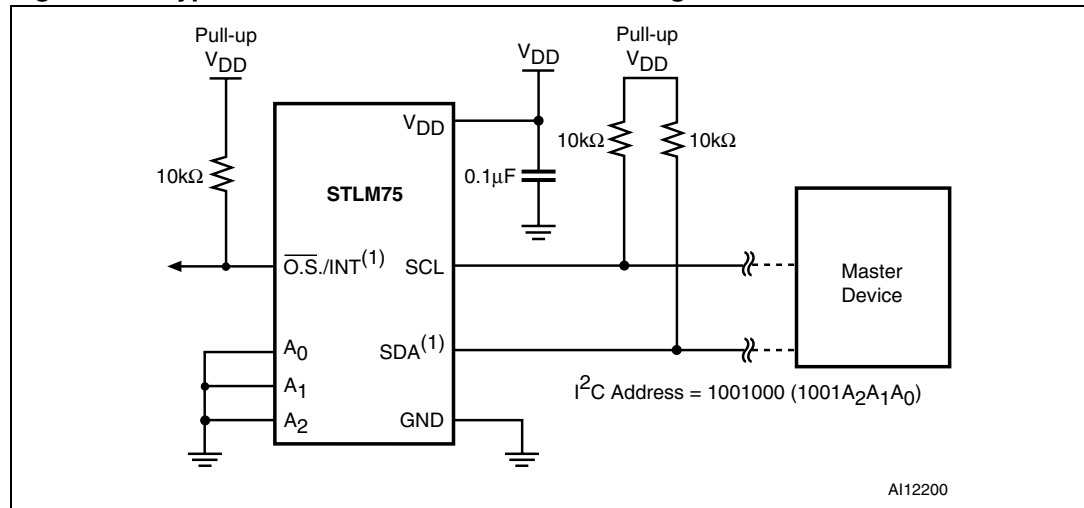 Pull-up
VDD
10kΩ
STLM75
VDD
O.S./INT(1)
SCL
A0
A1
A2
SDA(1)
GND
VDD
0.1μF
Pull-up
VDD
10kΩ
10kΩ
Master
Device
I2C Address = 1001000 (1001A2A1A0)
AI12200